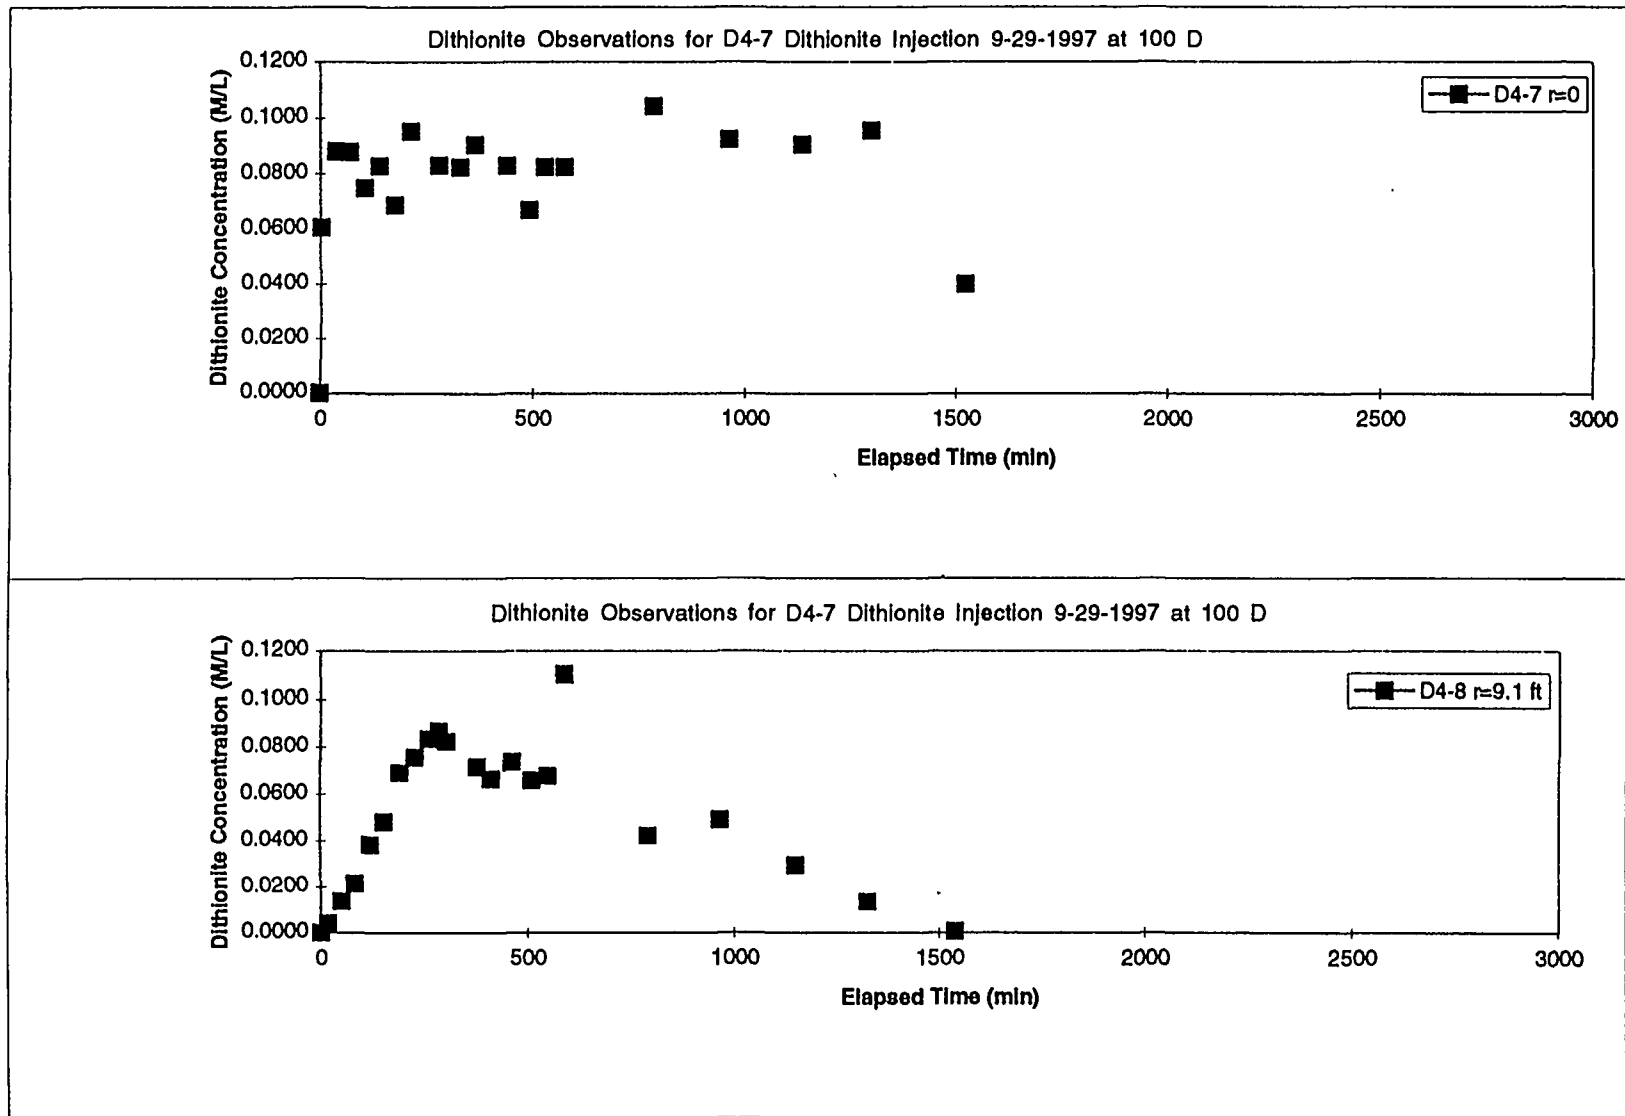 Dithionite Observations for D4-7 Dithionite Injection 9-29-1997 at 100 D
Dithionite Concentration (M/L)
0.1200
0.1000
0.0800
0.0600
0.0400
0.0200
0.0000
D4-7 r=0
0 500 1000 1500 2000 2500 3000
Elapsed Time (min)
Dithionite Observations for D4-7 Dithionite Injection 9-29-1997 at 100 D
Dithionite Concentration (M/L)
0.1200
0.1000
0.0800
0.0600
0.0400
0.0200
0.0000
D4-8 r=9.1 ft
0 500 1000 1500 2000 2500 3000
Elapsed Time (min)